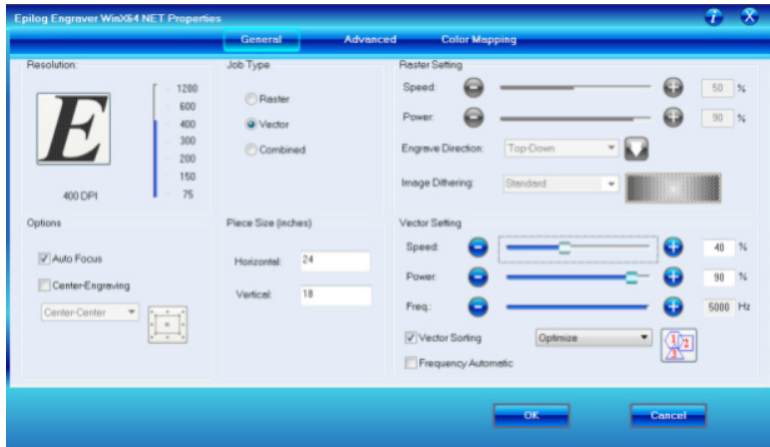 Epilog Engraver WinX64 NET Properties
i X
General Advanced Color Mapping
Resolution:
E
1200
600
400
300
200
150
75
400 DPI
Job Type
Raster
Vector
Combined
Raster Setting
Speed: 50 %
Power: 90 %
Engrave Direction: Top-Down
Image Dithering: Standard
Options
Auto Focus
Center-Engraving
Center-Center
Piece Size (inches)
Horizontal: 24
Vertical: 18
Vector Setting
Speed: 40 %
Power: 90 %
Freq.: 5000 Hz
Vector Sorting Optimize 1 2 3
Frequency Automatic
OK Cancel